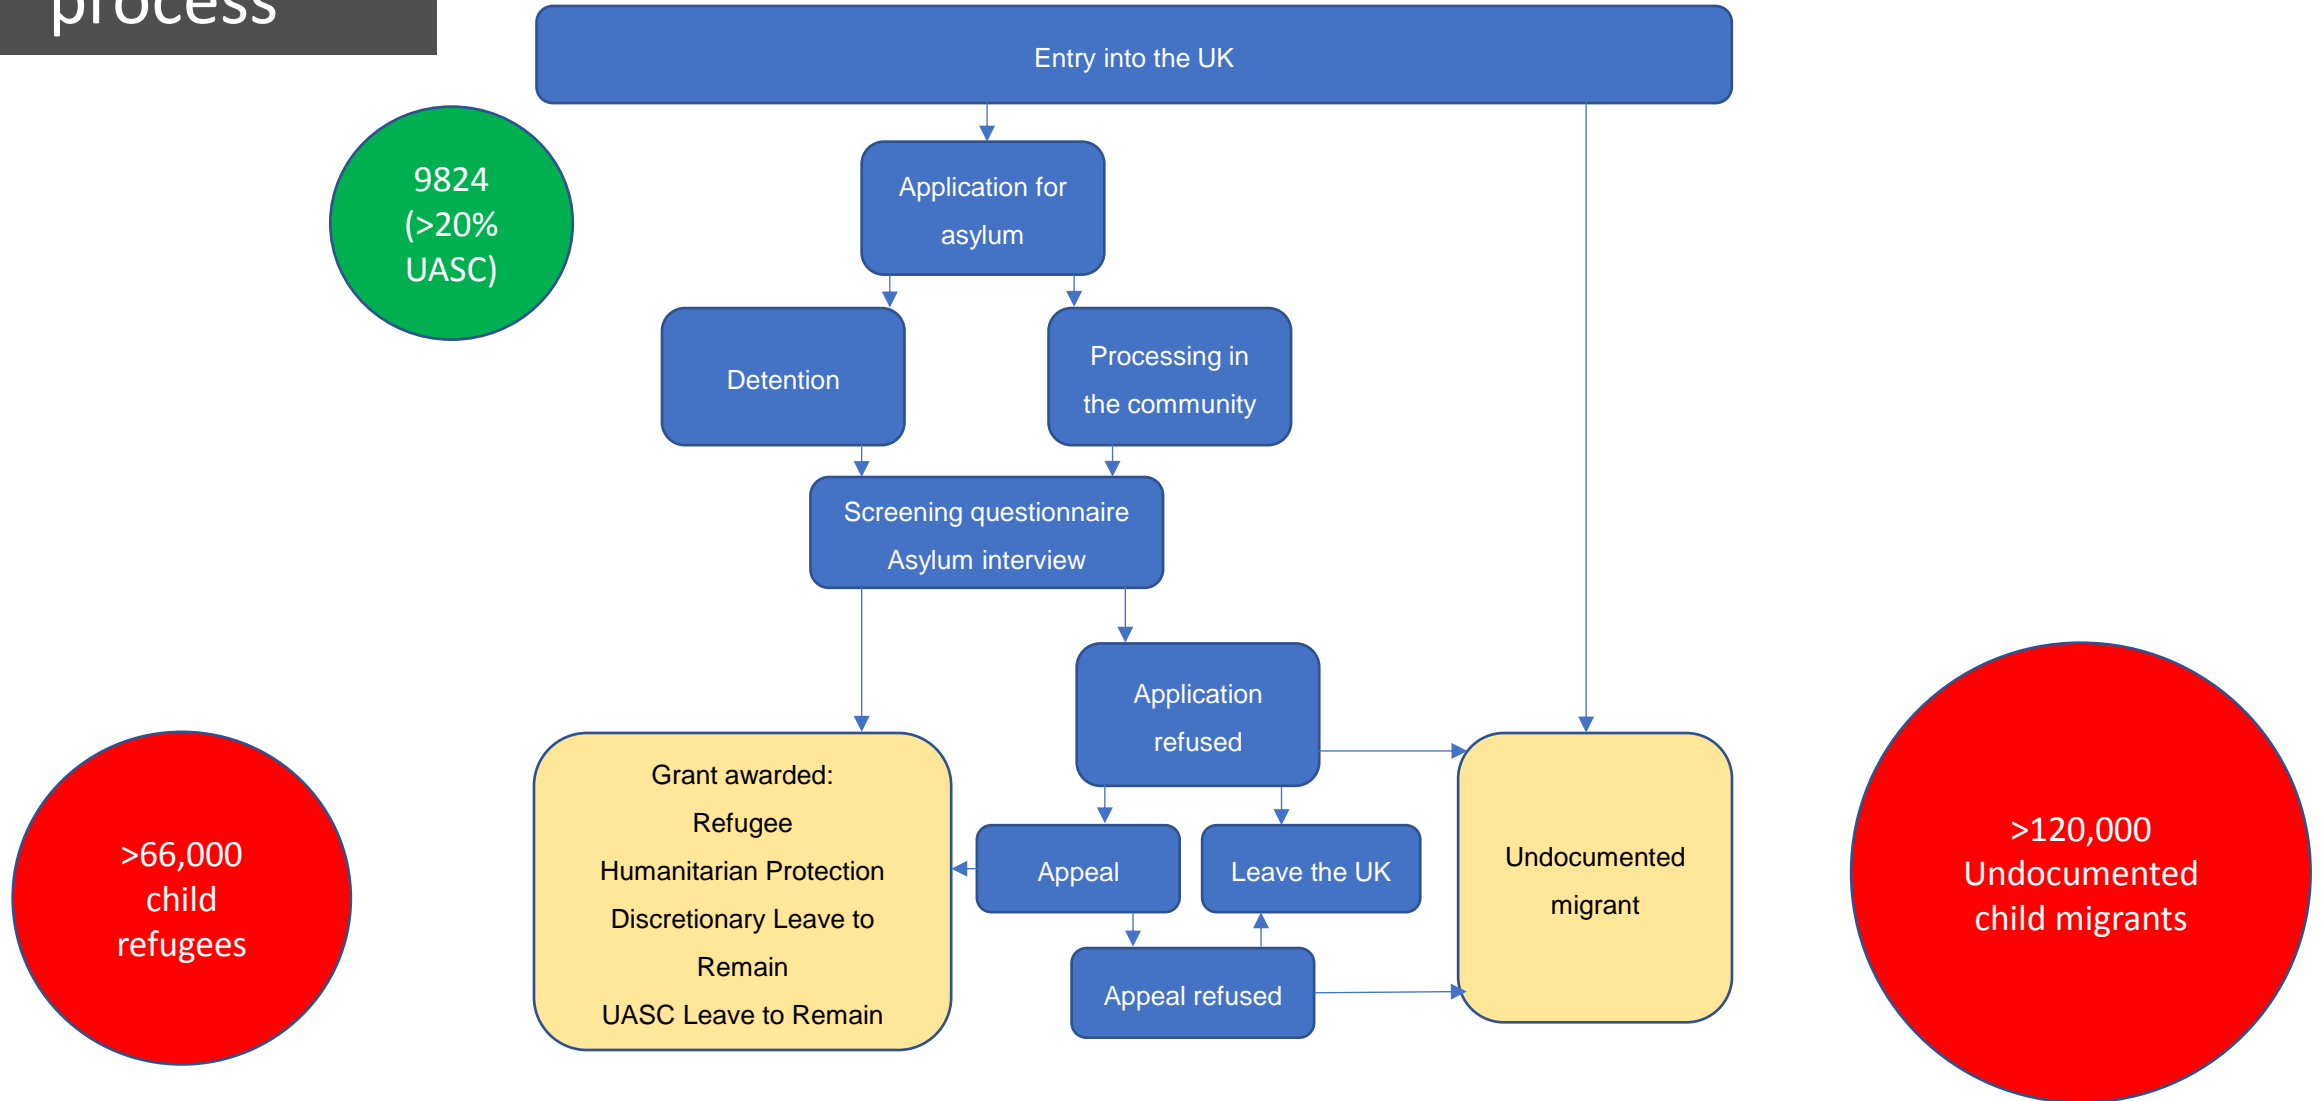 process
Entry into the UK
9824
(>20%
UASC)
Application for
asylum
Detention
Processing in
the community
Screening questionnaire
Asylum interview
Application
refused
Grant awarded:
Refugee
Humanitarian Protection
Discretionary Leave to
Remain
UASC Leave to Remain
Appeal
Leave the UK
Appeal refused
Undocumented
migrant
>66,000
child
refugees
>120,000
Undocumented
child migrants